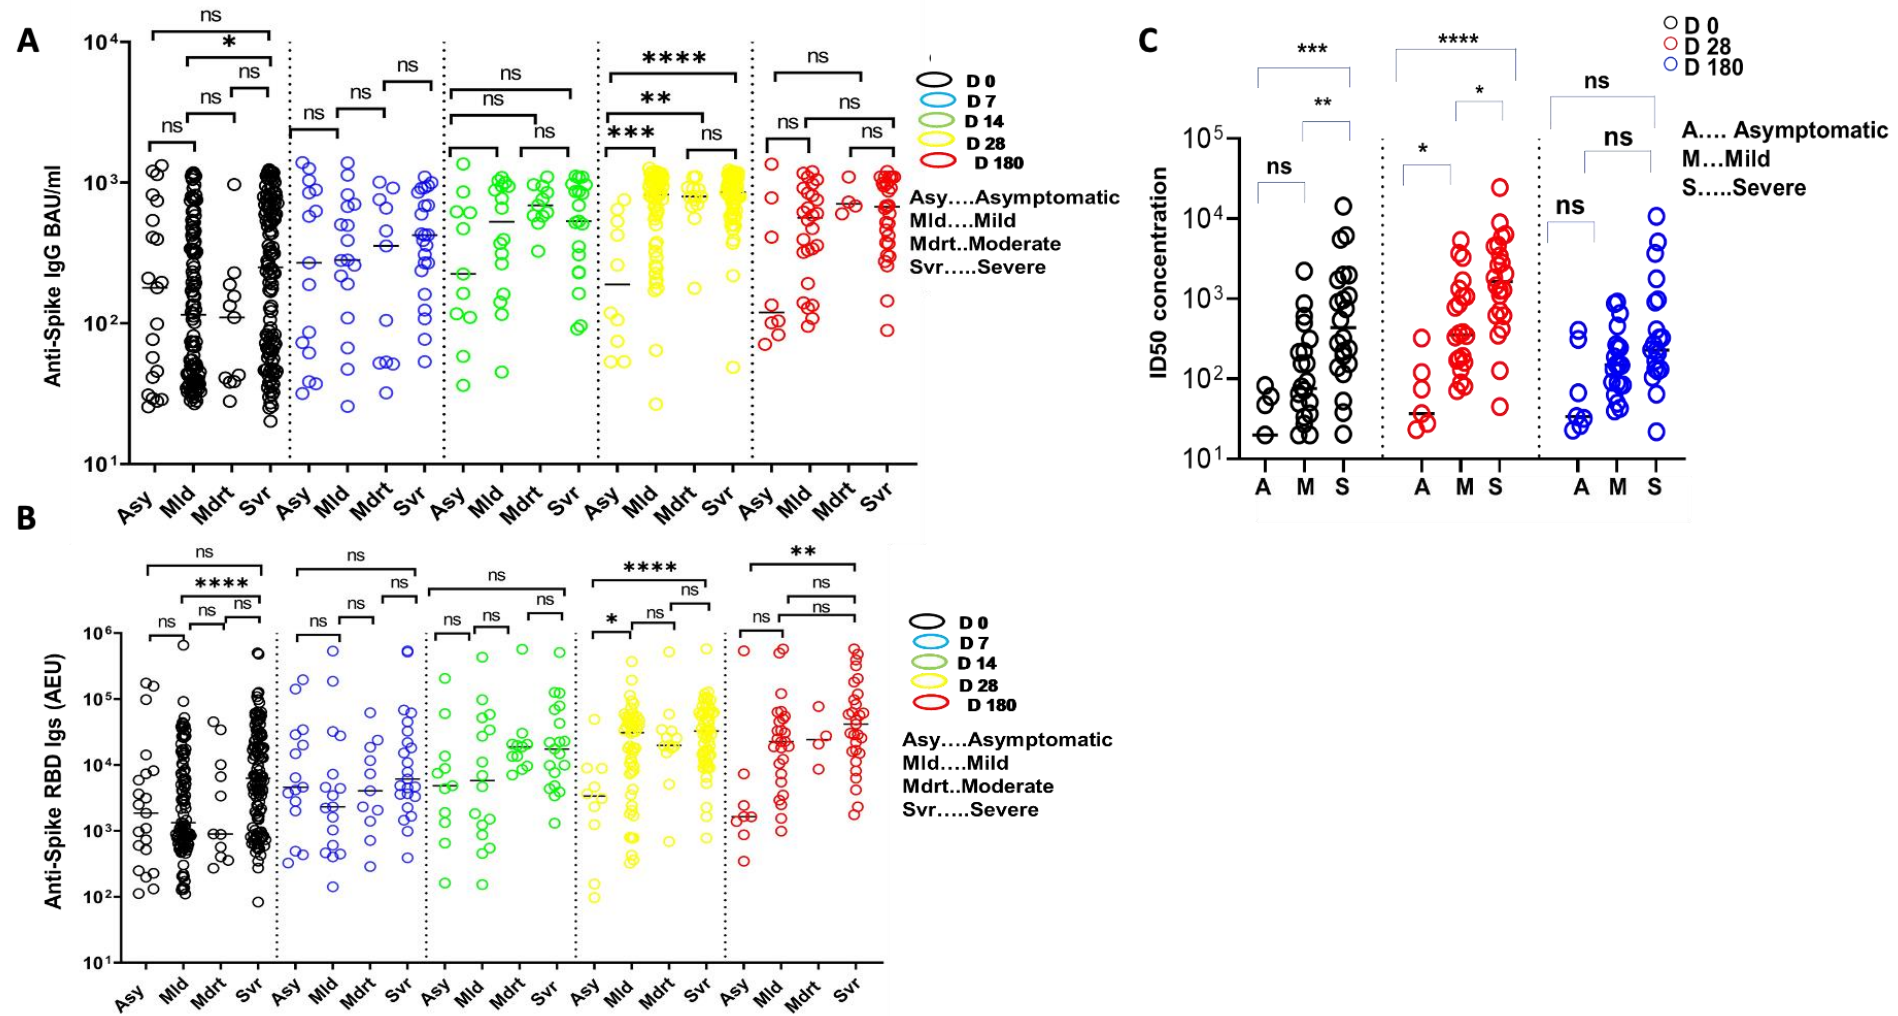 A
ns
*
ns
ns
ns
ns
ns
ns
ns
ns
ns
ns
****
**
***
ns
ns
ns
ns
ns
10⁴
10³
10²
10¹
Anti-Spike IgG BAU/ml
Asy
Mld
Mdrt
Svr
Asy
Mld
Mdrt
Svr
Asy
Mld
Mdrt
Svr
Asy
Mld
Mdrt
Svr
Asy
Mld
Mdrt
Svr
D 0
D 7
D 14
D 28
D 180
Asy....Asymptomatic
Mld....Mild
Mdrt..Moderate
Svr.....Severe
B
ns
****
ns
ns
ns
ns
ns
ns
ns
ns
ns
ns
ns
****
ns
ns
*
**
ns
ns
ns
10⁶
10⁵
10⁴
10³
10²
10¹
Anti-Spike RBD Igs (AEU)
Asy
Mld
Mdrt
Svr
Asy
Mld
Mdrt
Svr
Asy
Mld
Mdrt
Svr
Asy
Mld
Mdrt
Svr
Asy
Mld
Mdrt
Svr
D 0
D 7
D 14
D 28
D 180
Asy....Asymptomatic
Mld....Mild
Mdrt..Moderate
Svr.....Severe
C
***
**
ns
****
*
*
ns
ns
ns
10⁵
10⁴
10³
10²
10¹
ID50 concentration
A M S
A M S
A M S
D 0
D 28
D 180
A.... Asymptomatic
M...Mild
S.....Severe